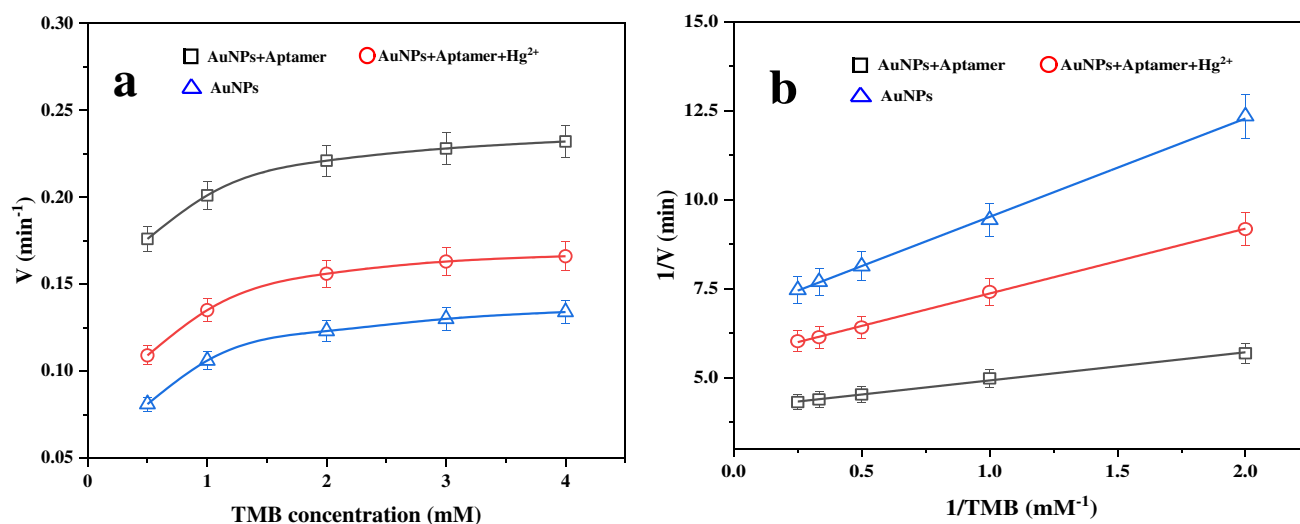 a
AuNPs+Aptamer
AuNPs+Aptamer+Hg²⁺
AuNPs
0.30
0.25
0.20
0.15
0.10
0.05
V (min⁻¹)
0
1
2
3
4
TMB concentration (mM)
b
AuNPs+Aptamer
AuNPs+Aptamer+Hg²⁺
AuNPs
15.0
12.5
10.0
7.5
5.0
1/V (min)
0.0
0.5
1.0
1.5
2.0
1/TMB (mM⁻¹)